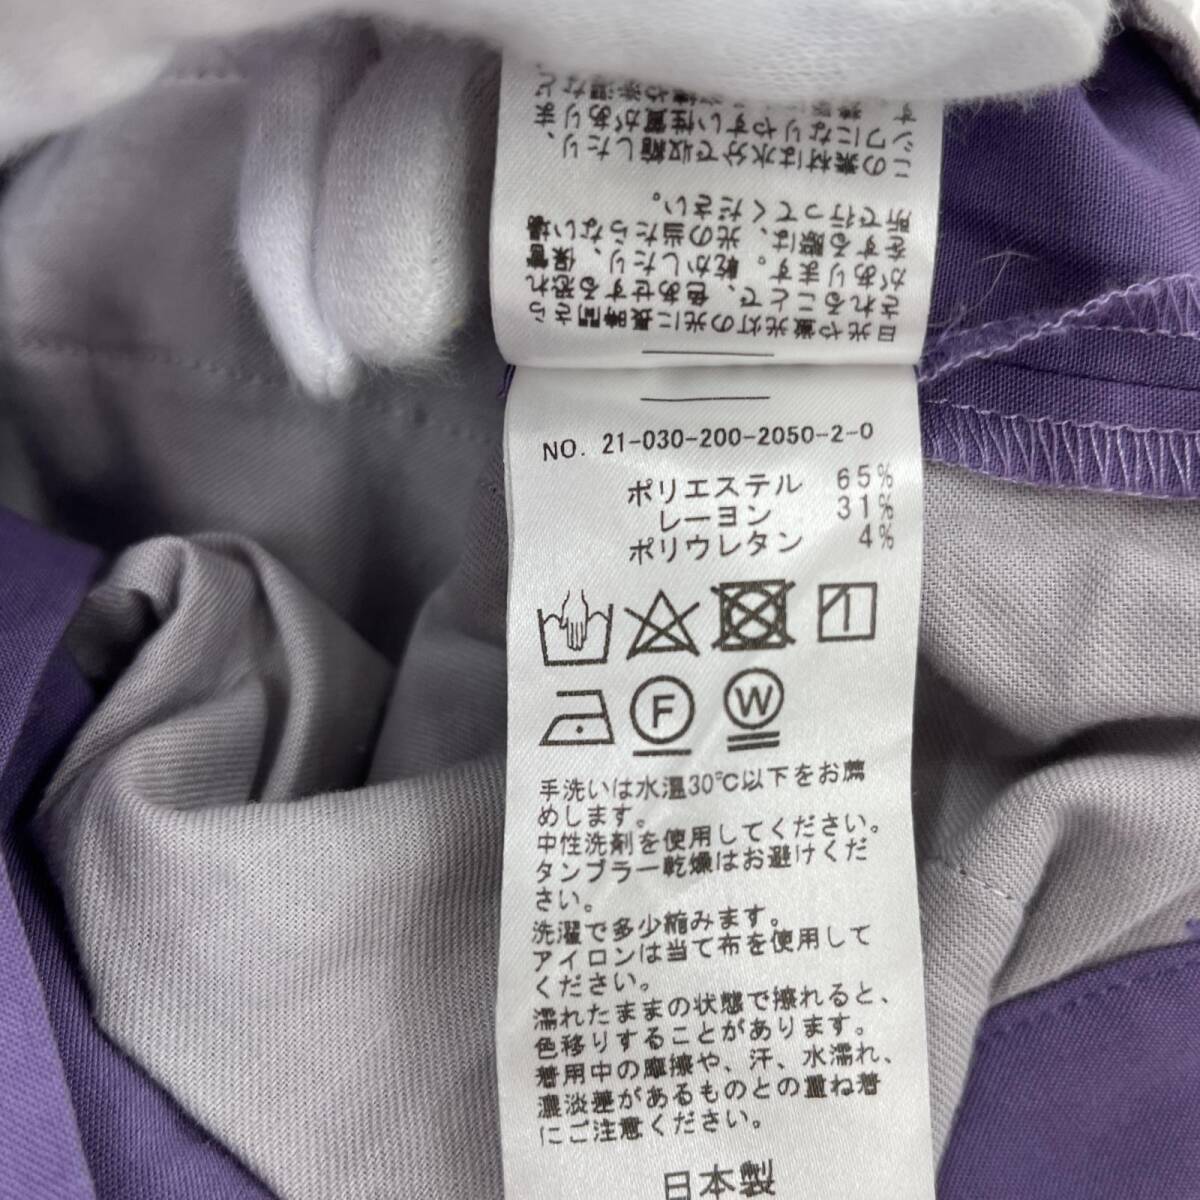 日光や蛍光灯の光に長時間さら
されることで、色あせする恐れ
があります。乾かしたり、保管
をする際は、光の当たらない場
所で行ってください。
この素材は水分で収縮したり、
シワになりやすい性質がありま
NO. 21-030-200-2050-2-0
ポリエステル 65%
レーヨン 31%
ポリウレタン 4%
F W
手洗いは水温30℃以下をお薦
めします。
中性洗剤を使用してください。
タンブラー乾燥はお避けくだ
さい。
洗濯で多少縮みます。
アイロンは当て布を使用して
ください。
濡れたままの状態で擦れると、
色移りすることがあります。
着用中の摩擦や、汗、水濡れ、
濃淡差があるものとの重ね着
にご注意ください。
日本製